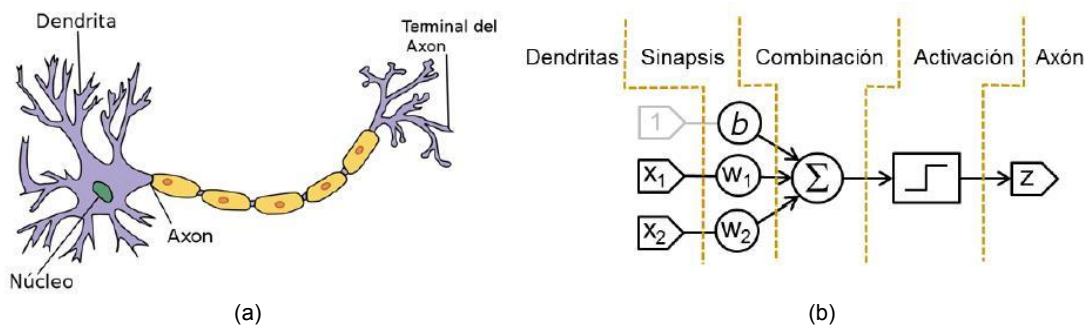 Dendrita
Terminal del
Axon
Axon
Núcleo
(a)
Dendritas Sinapsis Combinación Activación Axón
1 b
x1 w1 Σ z
x2 w2
(b)